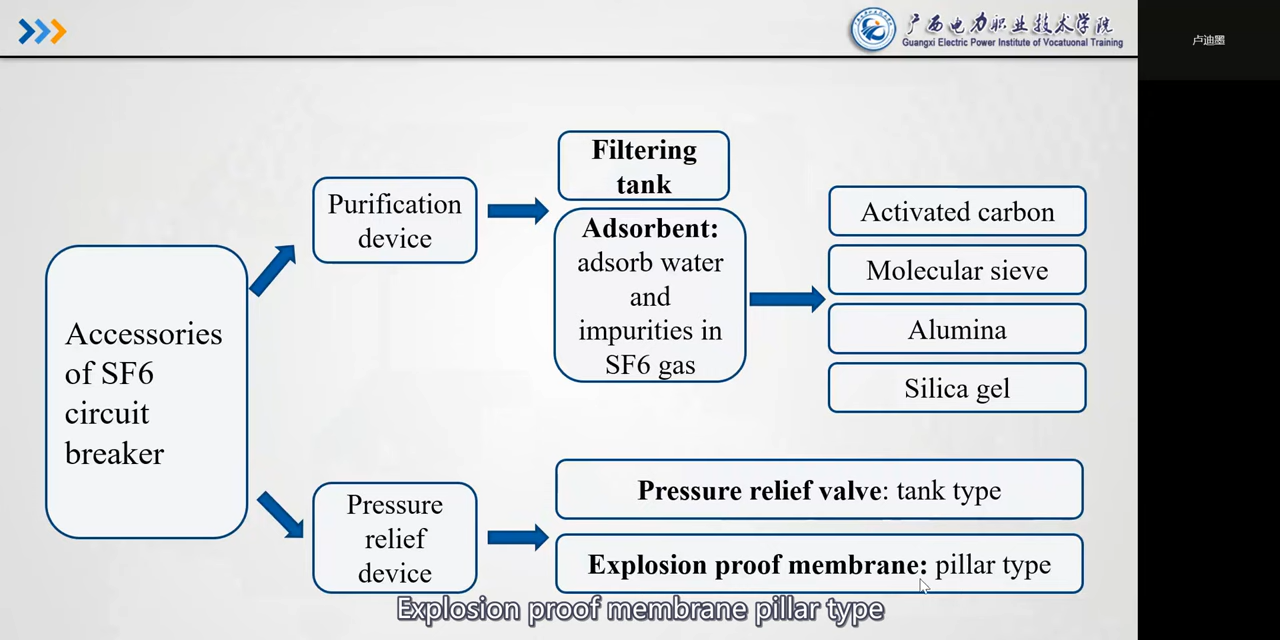 广西电力职业技术学院
Guangxi Electric Power Institute of Vocatuonal Training
卢迪墨
Filtering
tank
Purification
device
Adsorbent:
adsorb water
and
impurities in
SF6 gas
Activated carbon
Molecular sieve
Alumina
Silica gel
Accessories
of SF6
circuit
breaker
Pressure
relief
device
Pressure relief valve: tank type
Explosion proof membrane: pillar type
Explosion proof membrane pillar type